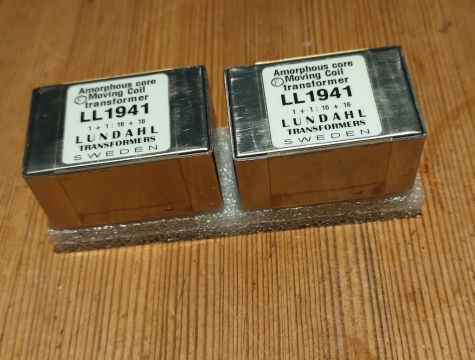 Amorphous core
Moving Coil
transformer
LL1941
1 + 1 : 16 + 16
LUNDAHL
TRANSFORMERS
SWEDEN
Amorphous core
Moving Coil
transformer
LL1941
1 + 1 : 16 + 16
LUNDAHL
TRANSFORMERS
SWEDEN